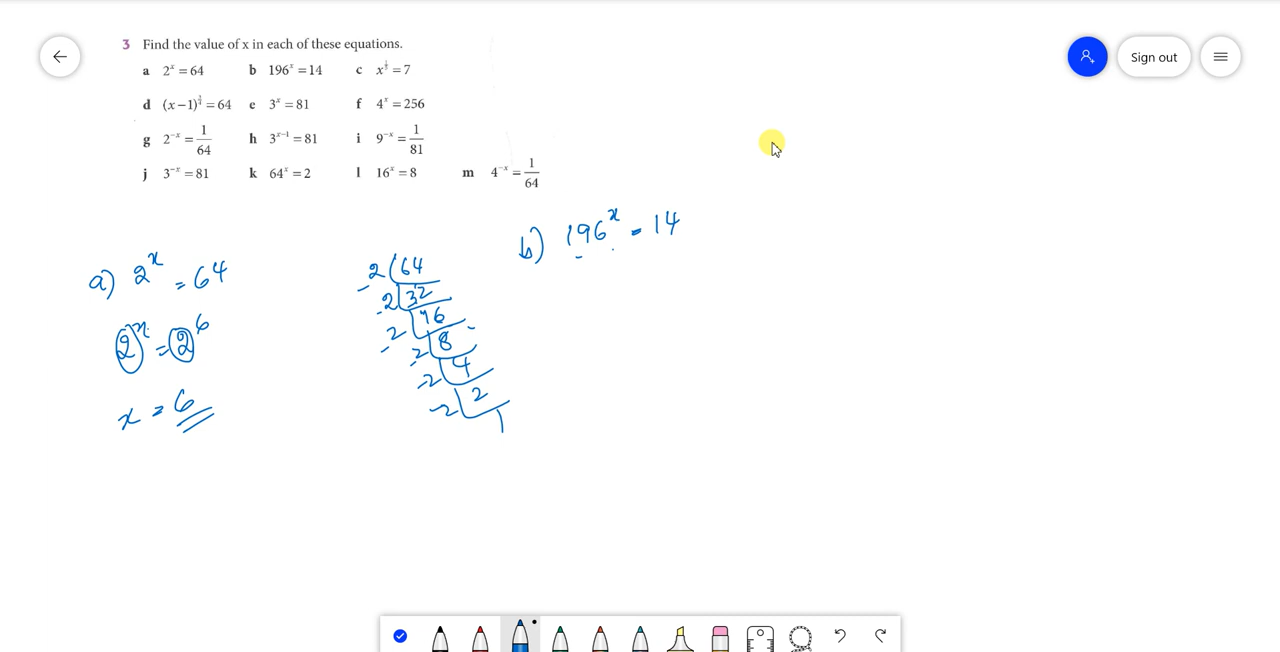 Sign out
3 Find the value of x in each of these equations.
a 2ˣ = 64 b 196ˣ = 14 c x^(1/2) = 7
d (x−1)^(3/4) = 64 e 3ˣ = 81 f 4ˣ = 256
g 2⁻ˣ = 1/64 h 3ˣ⁻¹ = 81 i 9⁻ˣ = 1/81
j 3⁻ˣ = 81 k 64ˣ = 2 l 16ˣ = 8 m 4⁻ˣ = 1/64
a) 2ˣ = 64
2ˣ = 2⁶
x = 6
2 64
2 32
2 16
2 8
2 4
2 2
1
b) 196ˣ = 14